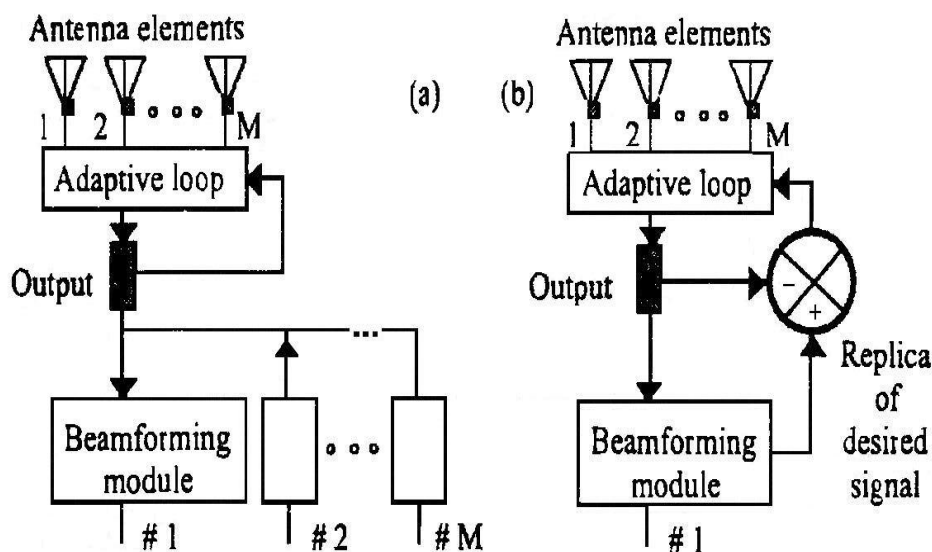 Antenna elements
1 2 M
Adaptive loop
Output
Beamforming
module
# 1 # 2 # M
(a)
(b)
Antenna elements
1 2 M
Adaptive loop
Output
-
+
Replica
of
desired
signal
Beamforming
module
# 1